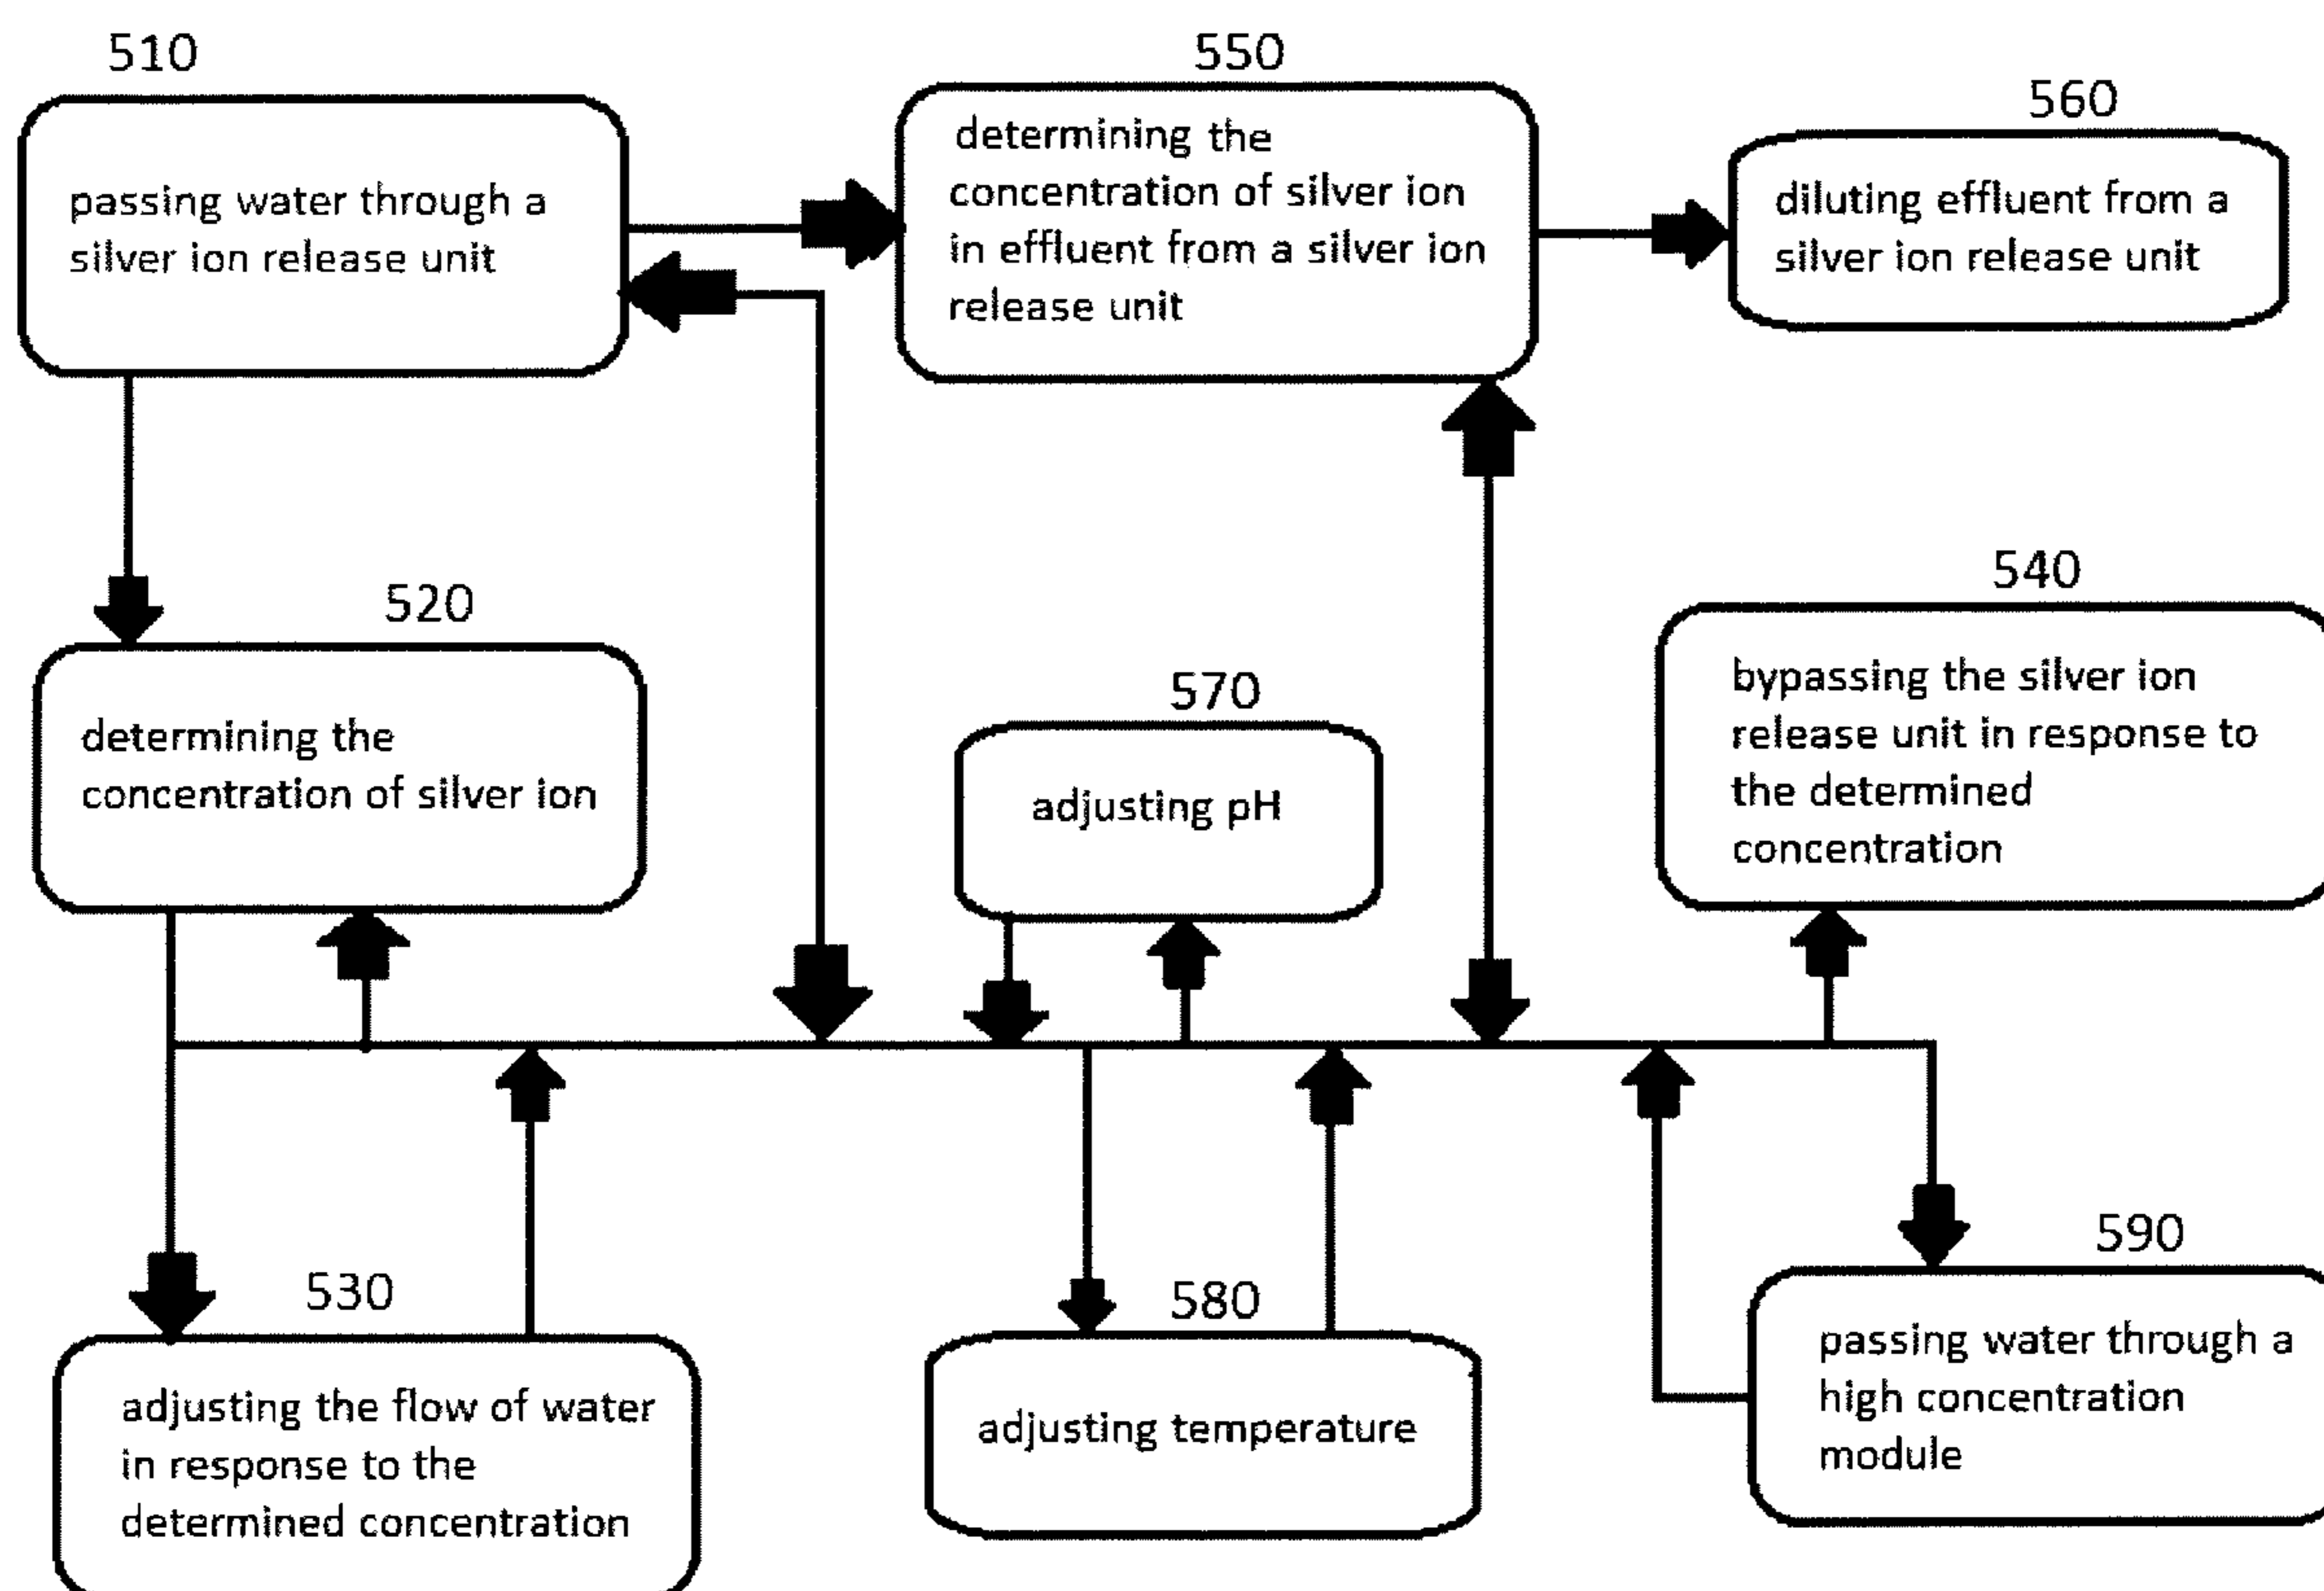 510
passing water through a
silver ion release unit
550
determining the
concentration of silver ion
in effluent from a silver ion
release unit
560
diluting effluent from a
silver ion release unit
520
determining the
concentration of silver ion
570
adjusting pH
540
bypassing the silver ion
release unit in response to
the determined
concentration
530
adjusting the flow of water
in response to the
determined concentration
580
adjusting temperature
590
passing water through a
high concentration
module